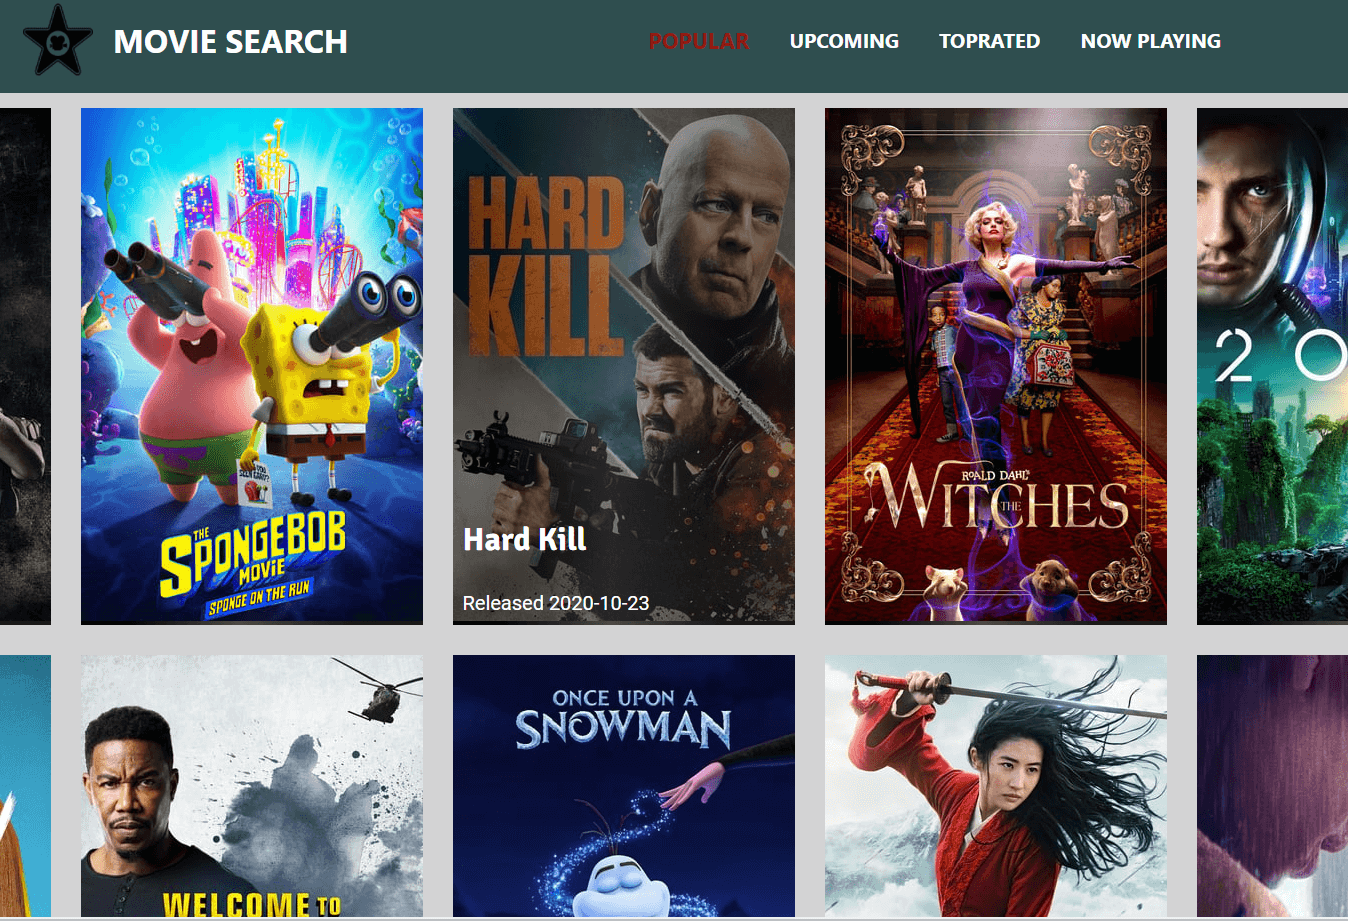 MOVIE SEARCH
POPULAR
UPCOMING
TOPRATED
NOW PLAYING
THE
SPONGEBOB
MOVIE
SPONGE ON THE RUN
HARD
KILL
Hard Kill
Released 2020-10-23
ROALD DAHL'S
THE
WITCHES
2 0
WELCOME TO
ONCE UPON A
SNOWMAN